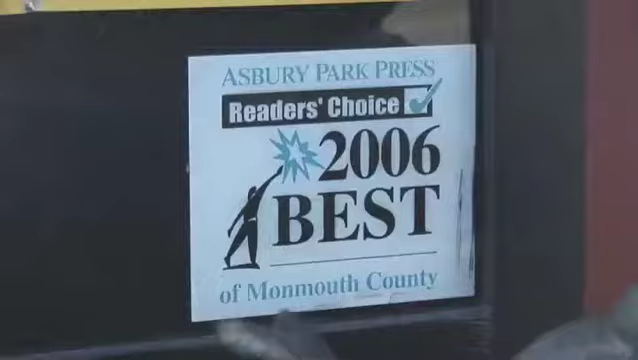 ASBURY PARK PRESS
Readers' Choice
2006
BEST
of Monmouth County